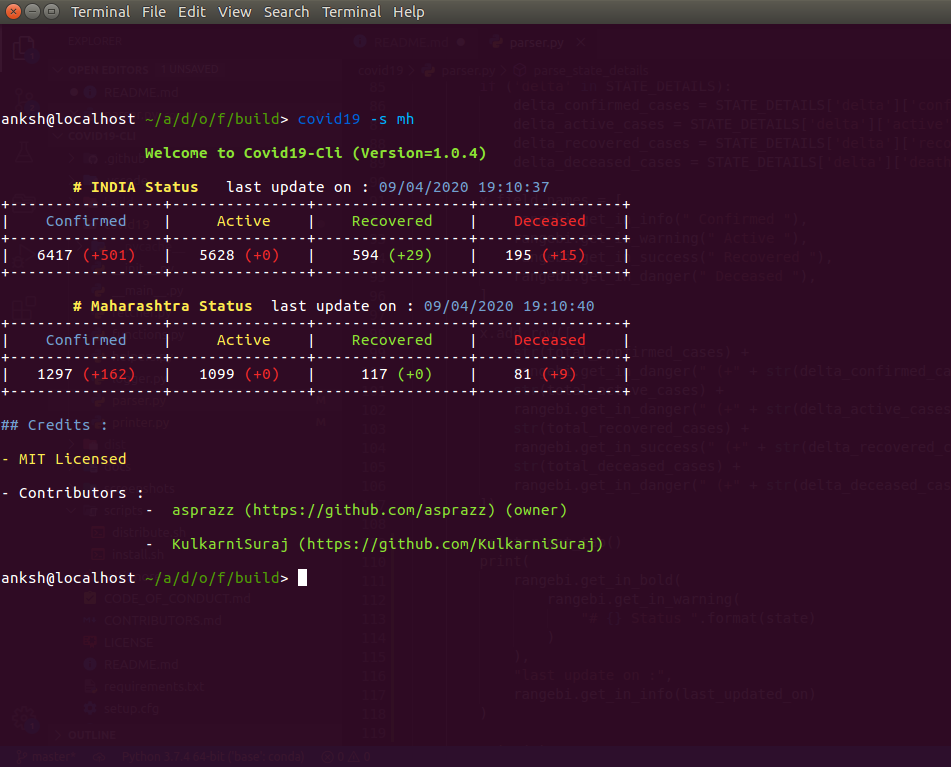 Terminal File Edit View Search Terminal Help
anksh@localhost ~/a/d/o/f/build> covid19 -s mh
Welcome to Covid19-Cli (Version=1.0.4)
# INDIA Status last update on : 09/04/2020 19:10:37
+-----------------+---------------+-----------------+----------------+
| Confirmed | Active | Recovered | Deceased |
+-----------------+---------------+-----------------+----------------+
| 6417 (+501) | 5628 (+0) | 594 (+29) | 195 (+15) |
+-----------------+---------------+-----------------+----------------+
# Maharashtra Status last update on : 09/04/2020 19:10:40
+-----------------+---------------+-----------------+----------------+
| Confirmed | Active | Recovered | Deceased |
+-----------------+---------------+-----------------+----------------+
| 1297 (+162) | 1099 (+0) | 117 (+0) | 81 (+9) |
+-----------------+---------------+-----------------+----------------+
## Credits :
- MIT Licensed
- Contributors :
- asprazz (https://github.com/asprazz) (owner)
- KulkarniSuraj (https://github.com/KulkarniSuraj)
anksh@localhost ~/a/d/o/f/build>